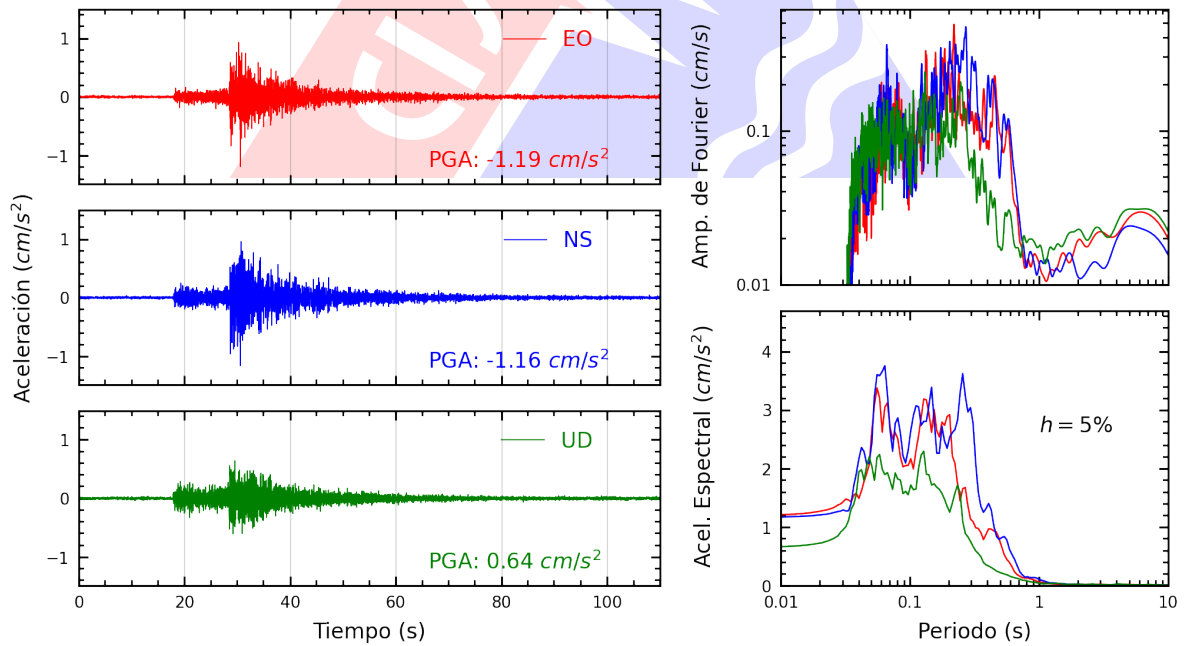 Aceleración (cm/s²)
1
0
−1
EO
PGA: -1.19 cm/s²
1
0
−1
NS
PGA: -1.16 cm/s²
1
0
−1
UD
PGA: 0.64 cm/s²
0 20 40 60 80 100
Tiempo (s)
Amp. de Fourier (cm/s)
0.1
0.01
Acel. Espectral (cm/s²)
4
3
2
1
0
h = 5%
0.01 0.1 1 10
Periodo (s)